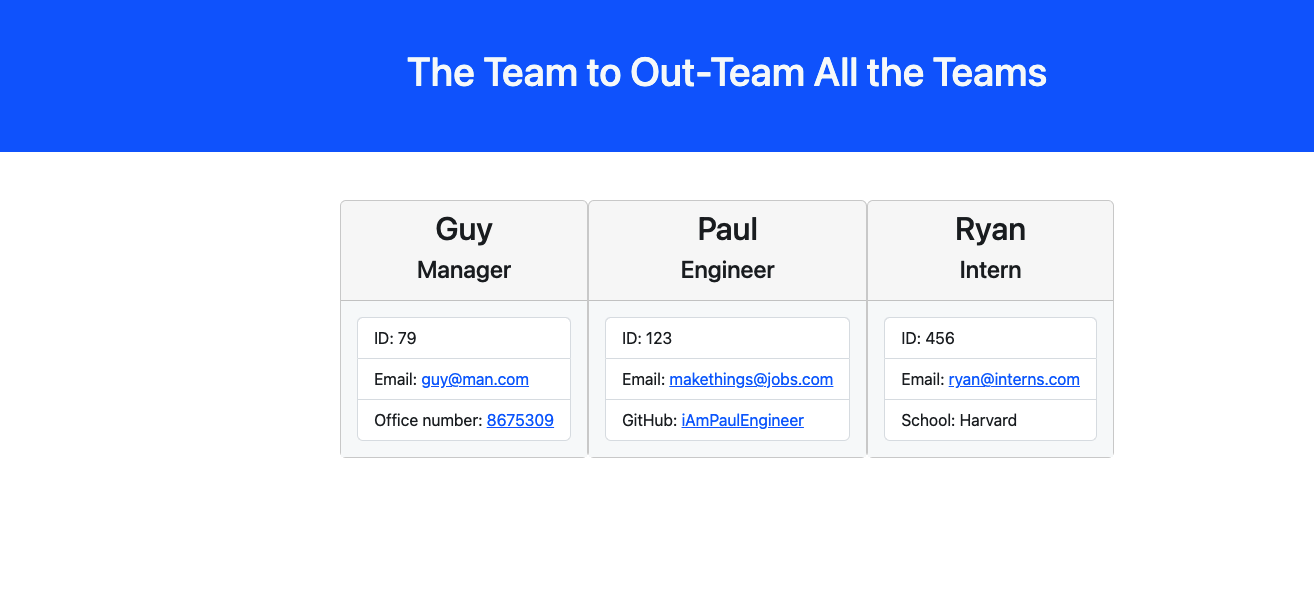 The Team to Out-Team All the Teams
Guy
Manager
ID: 79
Email: guy@man.com
Office number: 8675309
Paul
Engineer
ID: 123
Email: makethings@jobs.com
GitHub: iAmPaulEngineer
Ryan
Intern
ID: 456
Email: ryan@interns.com
School: Harvard